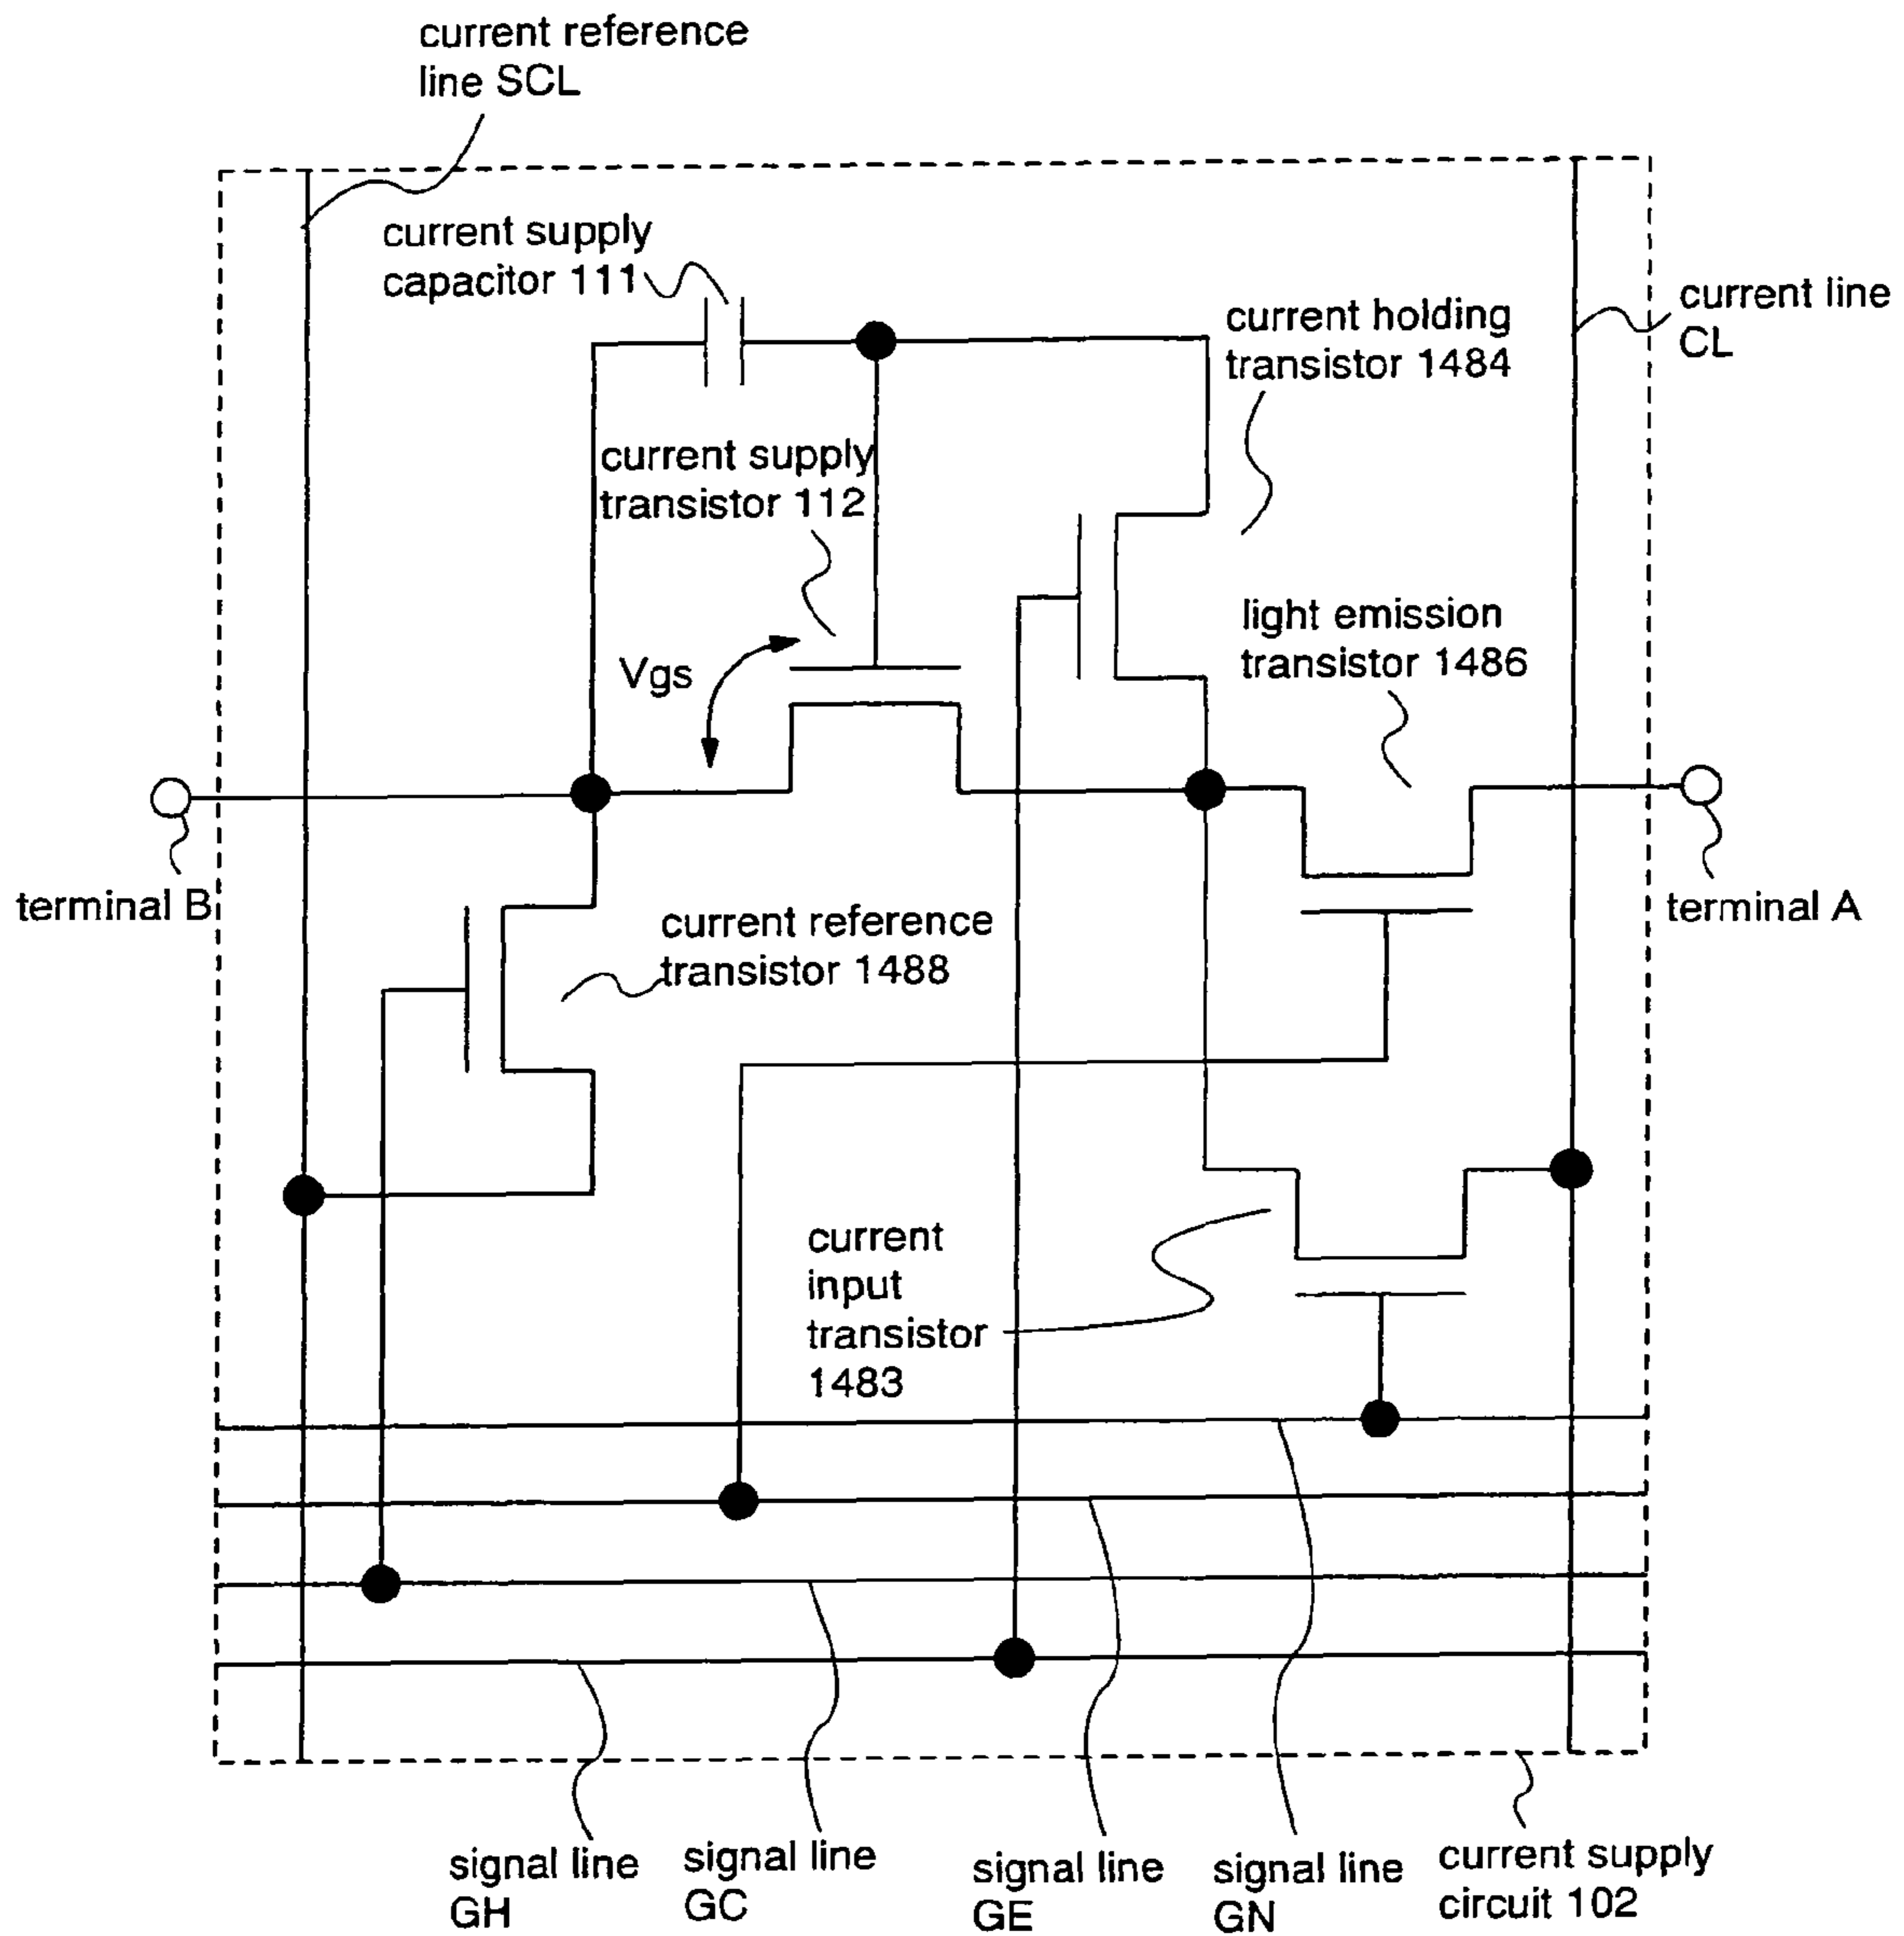 current reference
line SCL
current supply
capacitor 111
current holding
transistor 1484
current line
CL
current supply
transistor 112
light emission
transistor 1486
Vgs
terminal B
current reference
transistor 1488
terminal A
current
input
transistor
1483
signal line
GH
signal line
GC
signal line
GE
signal line
GN
current supply
circuit 102